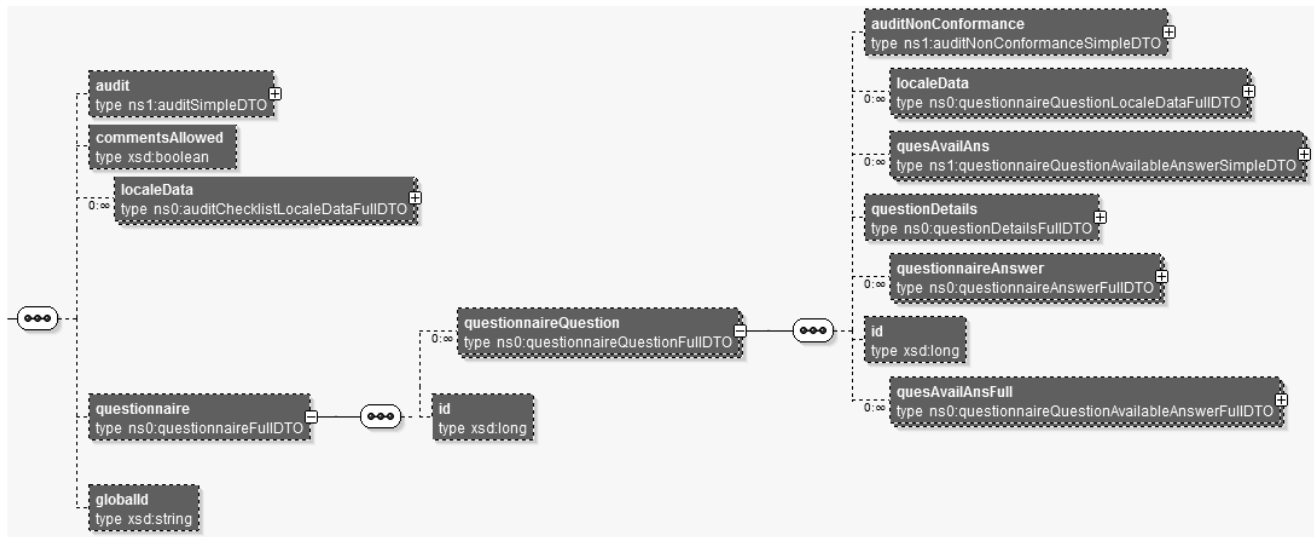 audit
type ns1:auditSimpleDTO
commentsAllowed
type xsd:boolean
localeData
0:∞
type ns0:auditChecklistLocaleDataFullDTO
questionnaire
type ns0:questionnaireFullDTO
globalId
type xsd:string
questionnaireQuestion
0:∞
type ns0:questionnaireQuestionFullDTO
id
type xsd:long
auditNonConformance
type ns1:auditNonConformanceSimpleDTO
localeData
0:∞
type ns0:questionnaireQuestionLocaleDataFullDTO
quesAvailAns
0:∞
type ns1:questionnaireQuestionAvailableAnswerSimpleDTO
questionDetails
type ns0:questionDetailsFullDTO
questionnaireAnswer
0:∞
type ns0:questionnaireAnswerFullDTO
id
type xsd:long
quesAvailAnsFull
0:∞
type ns0:questionnaireQuestionAvailableAnswerFullDTO